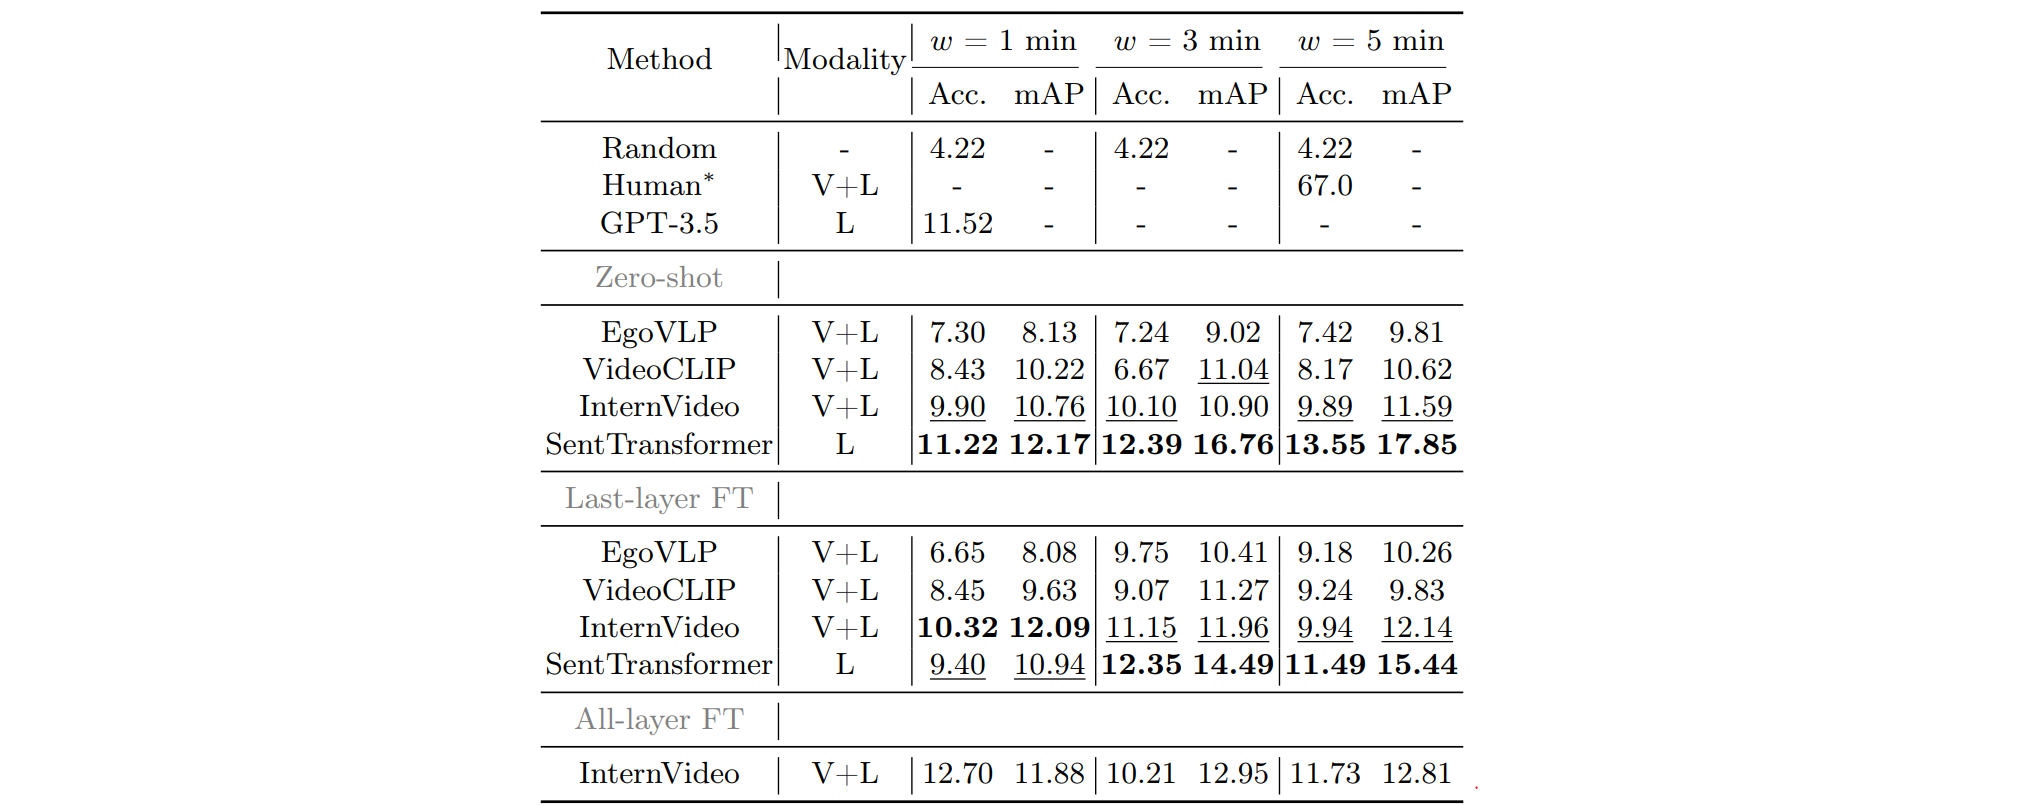 Method Modality w = 1 min w = 3 min w = 5 min
Acc. mAP Acc. mAP Acc. mAP
Random - 4.22 - 4.22 - 4.22 -
Human* V+L - - - - 67.0 -
GPT-3.5 L 11.52 - - - - -
Zero-shot
EgoVLP V+L 7.30 8.13 7.24 9.02 7.42 9.81
VideoCLIP V+L 8.43 10.22 6.67 11.04 8.17 10.62
InternVideo V+L 9.90 10.76 10.10 10.90 9.89 11.59
SentTransformer L 11.22 12.17 12.39 16.76 13.55 17.85
Last-layer FT
EgoVLP V+L 6.65 8.08 9.75 10.41 9.18 10.26
VideoCLIP V+L 8.45 9.63 9.07 11.27 9.24 9.83
InternVideo V+L 10.32 12.09 11.15 11.96 9.94 12.14
SentTransformer L 9.40 10.94 12.35 14.49 11.49 15.44
All-layer FT
InternVideo V+L 12.70 11.88 10.21 12.95 11.73 12.81